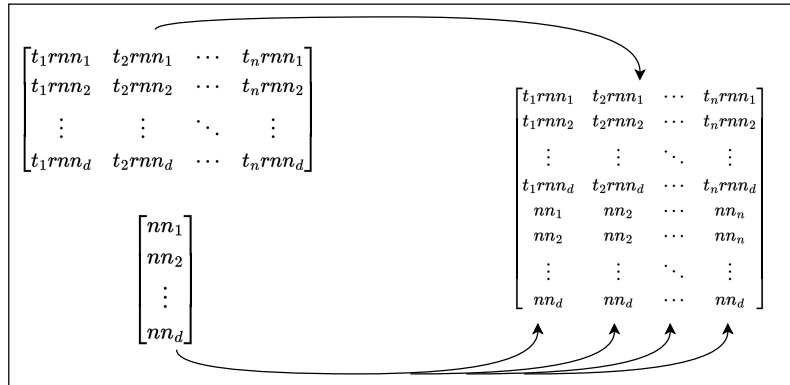 t₁rnn₁ t₂rnn₁ ⋯ tₙrnn₁
t₁rnn₂ t₂rnn₂ ⋯ tₙrnn₂
⋮ ⋮ ⋱ ⋮
t₁rnn_d t₂rnn_d ⋯ tₙrnn_d
nn₁
nn₂
⋮
nn_d
t₁rnn₁ t₂rnn₁ ⋯ tₙrnn₁
t₁rnn₂ t₂rnn₂ ⋯ tₙrnn₂
⋮ ⋮ ⋱ ⋮
t₁rnn_d t₂rnn_d ⋯ tₙrnn_d
nn₁ nn₂ ⋯ nnₙ
nn₂ nn₂ ⋯ nnₙ
⋮ ⋮ ⋱ ⋮
nn_d nn_d ⋯ nn_d